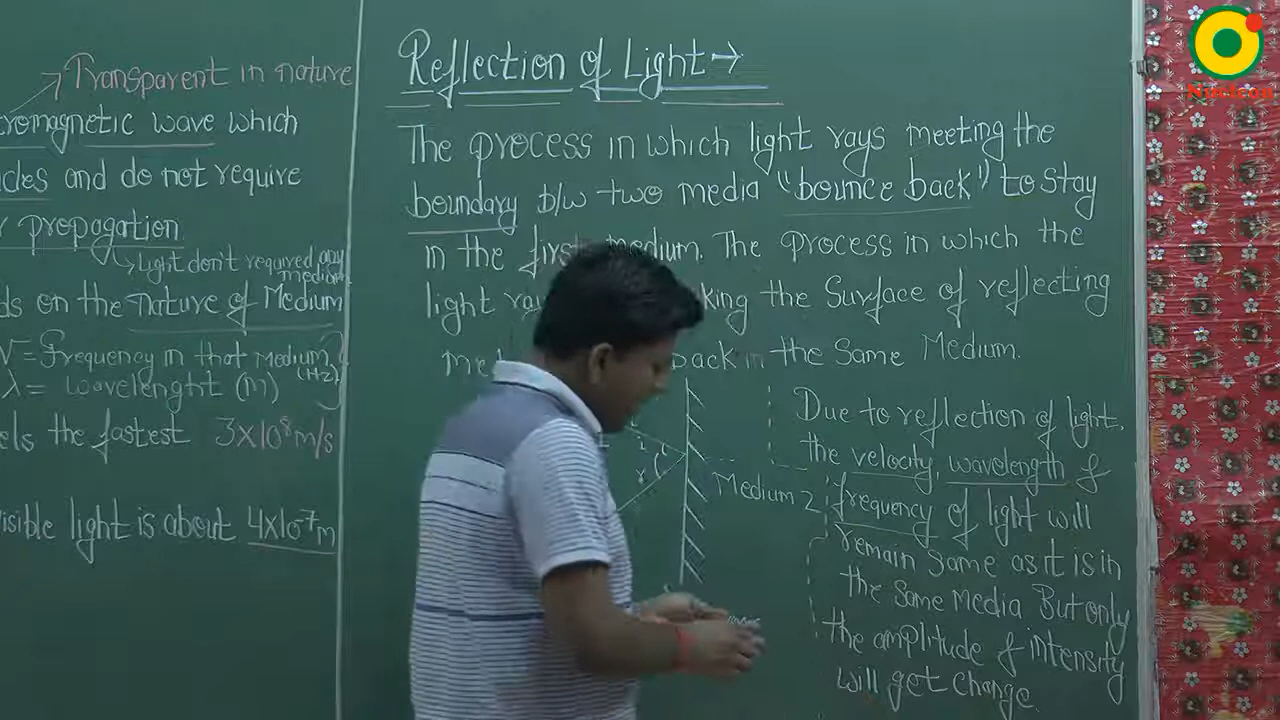 Transparent in nature
romagnetic wave which
cles and do not require
propagation
Light don't required any
medium
ds on the nature of Medium
V = Frequency in that Medium
(Hz)
λ = wavelenght (m)
els the fastest 3x10⁸ m/s
isible light is about 4x10⁻⁷m
Reflection of Light→
The process in which light rays meeting the
boundary b/w two media "bounce back" to stay
in the first medium. The process in which the
light ray king the Surface of reflecting
me back in the Same Medium.
i
r
Medium 2
Due to reflection of light,
the velocity, wavelength &
frequency of light will
remain same as it is in
the same media But only
the amplitude & intensity
will get change.
Nucleon